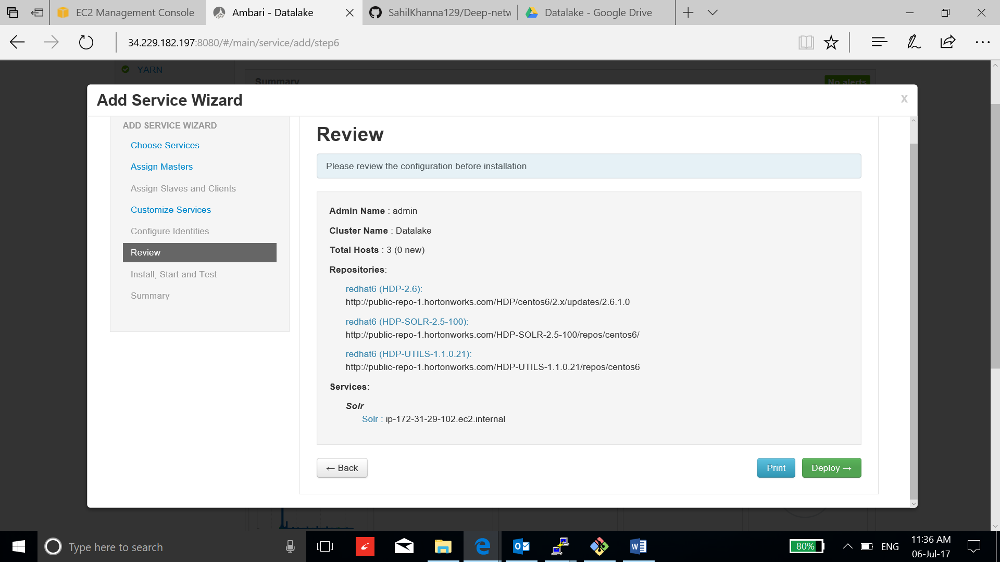 EC2 Management Console
Ambari - Datalake
SahilKhanna129/Deep-netw
Datalake - Google Drive
34.229.182.197:8080/#/main/service/add/step6
YARN
Summary
No alerts
Add Service Wizard
x
ADD SERVICE WIZARD
Choose Services
Assign Masters
Assign Slaves and Clients
Customize Services
Configure Identities
Review
Install, Start and Test
Summary
Review
Please review the configuration before installation
Admin Name : admin
Cluster Name : Datalake
Total Hosts : 3 (0 new)
Repositories:
redhat6 (HDP-2.6):
http://public-repo-1.hortonworks.com/HDP/centos6/2.x/updates/2.6.1.0
redhat6 (HDP-SOLR-2.5-100):
http://public-repo-1.hortonworks.com/HDP-SOLR-2.5-100/repos/centos6/
redhat6 (HDP-UTILS-1.1.0.21):
http://public-repo-1.hortonworks.com/HDP-UTILS-1.1.0.21/repos/centos6
Services:
Solr
Solr : ip-172-31-29-102.ec2.internal
← Back
Print
Deploy →
Type here to search
80%
ENG
11:36 AM
06-Jul-17